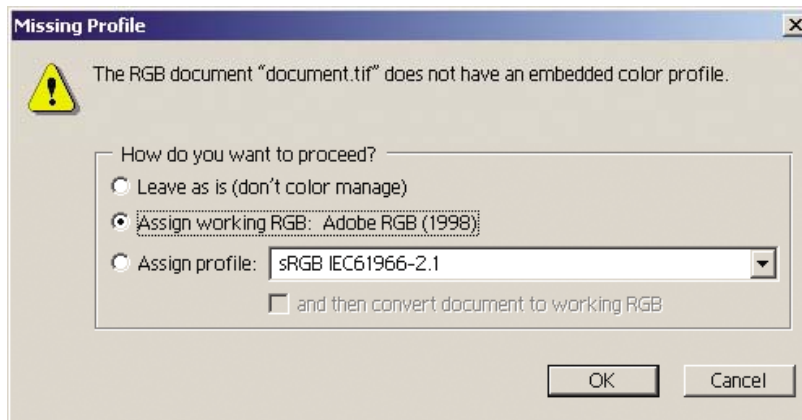 Missing Profile
The RGB document “document.tif” does not have an embedded color profile.
How do you want to proceed?
Leave as is (don't color manage)
Assign working RGB: Adobe RGB (1998)
Assign profile: sRGB IEC61966-2.1
and then convert document to working RGB
OK Cancel